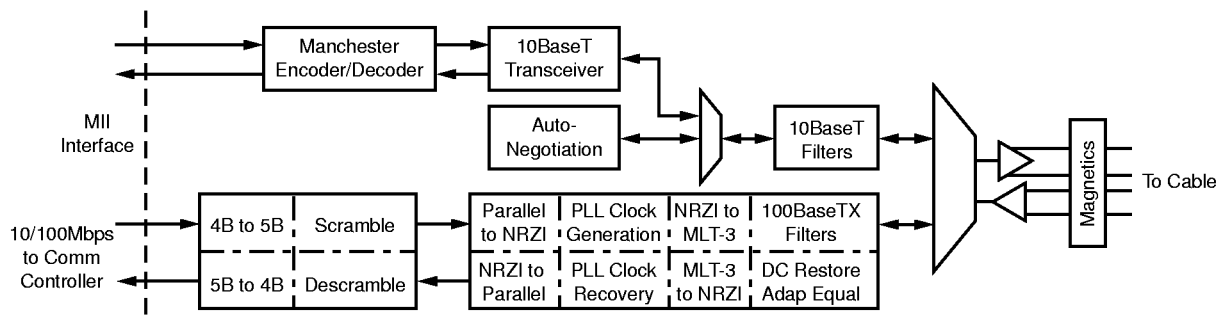 Manchester
Encoder/Decoder
10BaseT
Transceiver
MII
Interface
Auto-
Negotiation
10BaseT
Filters
Magnetics
To Cable
10/100Mbps
to Comm
Controller
4B to 5B
Scramble
Parallel
to NRZI
PLL Clock
Generation
NRZI to
MLT-3
100BaseTX
Filters
5B to 4B
Descramble
NRZI to
Parallel
PLL Clock
Recovery
MLT-3
to NRZI
DC Restore
Adap Equal